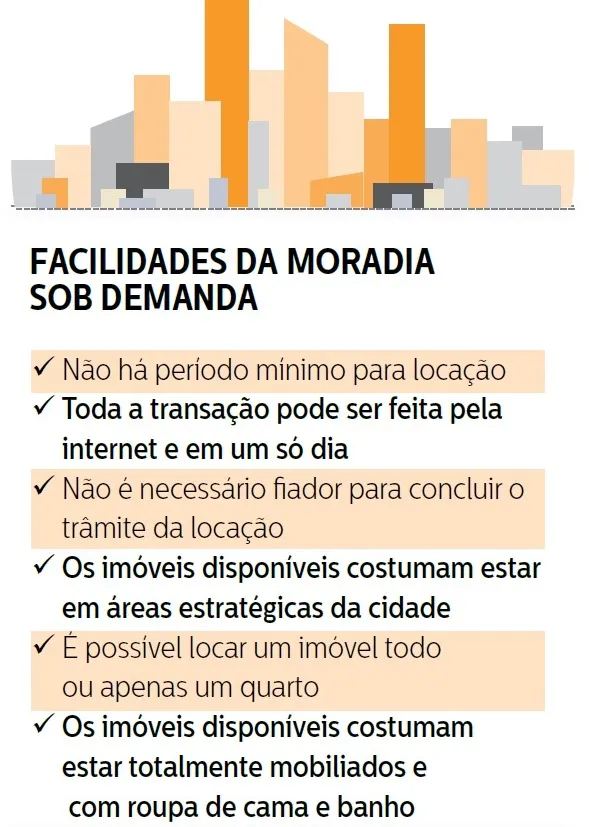 FACILIDADES DA MORADIA
SOB DEMANDA
✓ Não há período mínimo para locação
✓ Toda a transação pode ser feita pela
internet e em um só dia
✓ Não é necessário fiador para concluir o
trâmite da locação
✓ Os imóveis disponíveis costumam estar
em áreas estratégicas da cidade
✓ É possível locar um imóvel todo
ou apenas um quarto
✓ Os imóveis disponíveis costumam
estar totalmente mobiliados e
com roupa de cama e banho